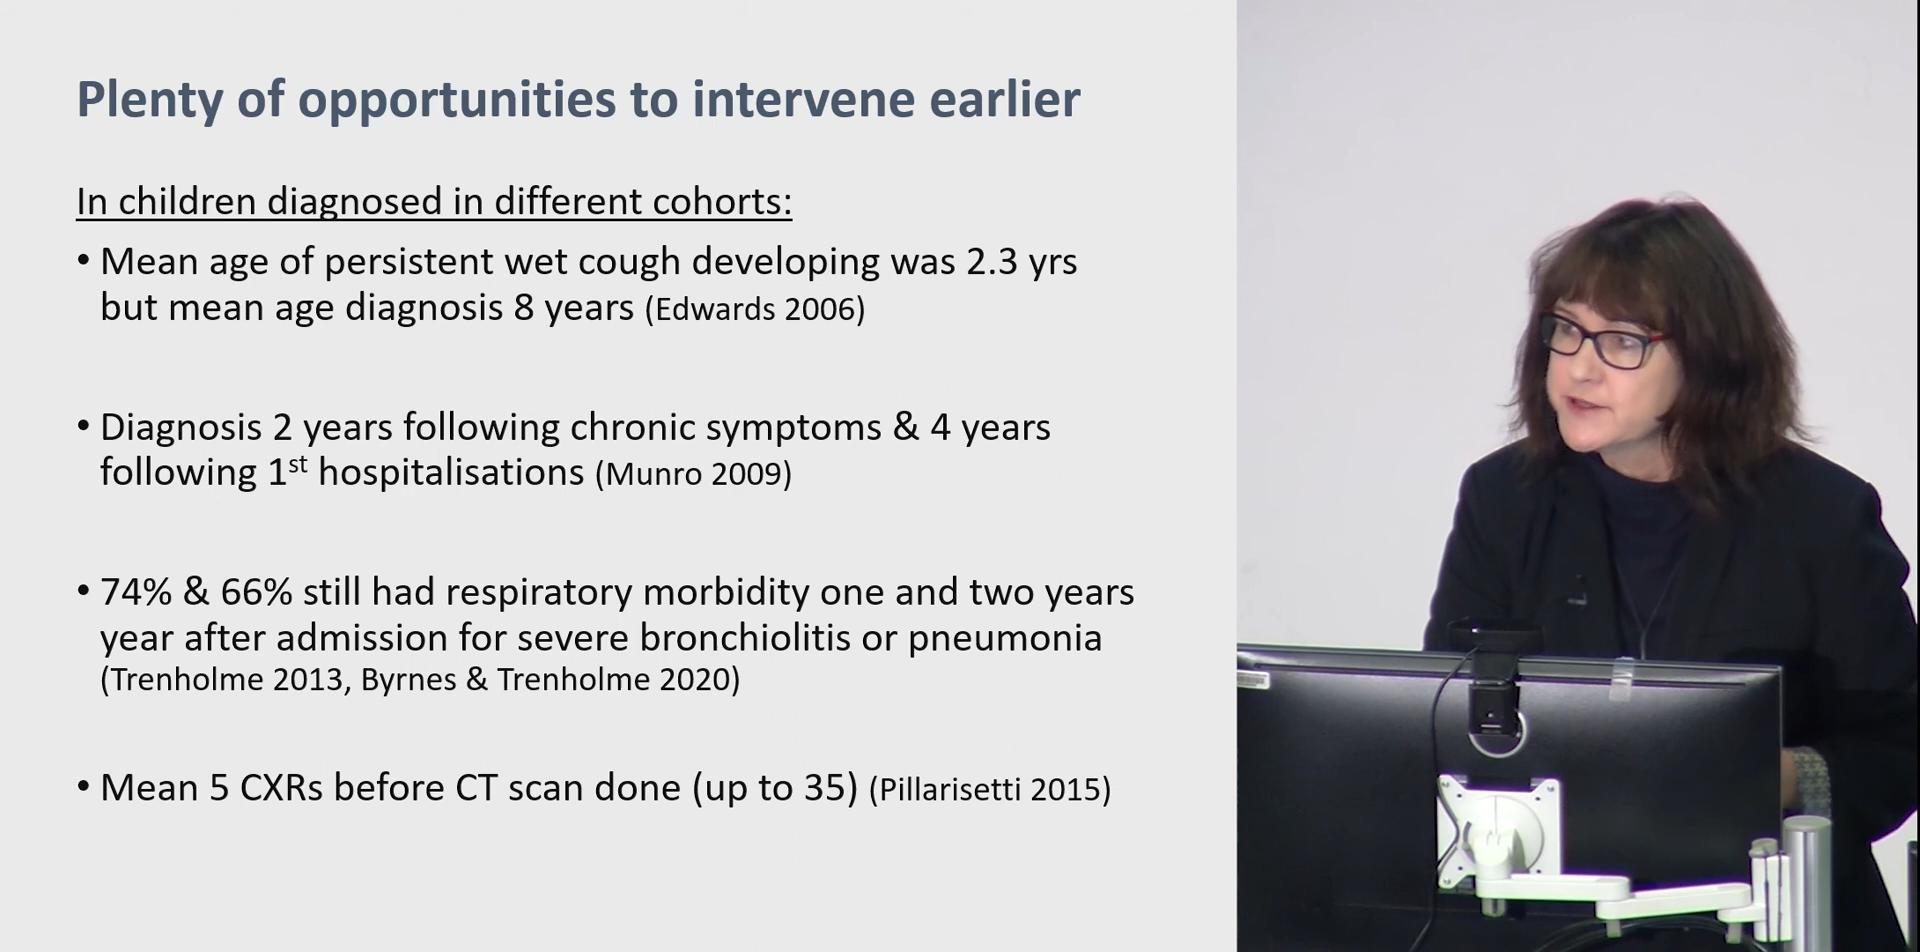 Plenty of opportunities to intervene earlier
In children diagnosed in different cohorts:
• Mean age of persistent wet cough developing was 2.3 yrs
but mean age diagnosis 8 years (Edwards 2006)
• Diagnosis 2 years following chronic symptoms & 4 years
following 1st hospitalisations (Munro 2009)
• 74% & 66% still had respiratory morbidity one and two years
year after admission for severe bronchiolitis or pneumonia
(Trenholme 2013, Byrnes & Trenholme 2020)
• Mean 5 CXRs before CT scan done (up to 35) (Pillarisetti 2015)